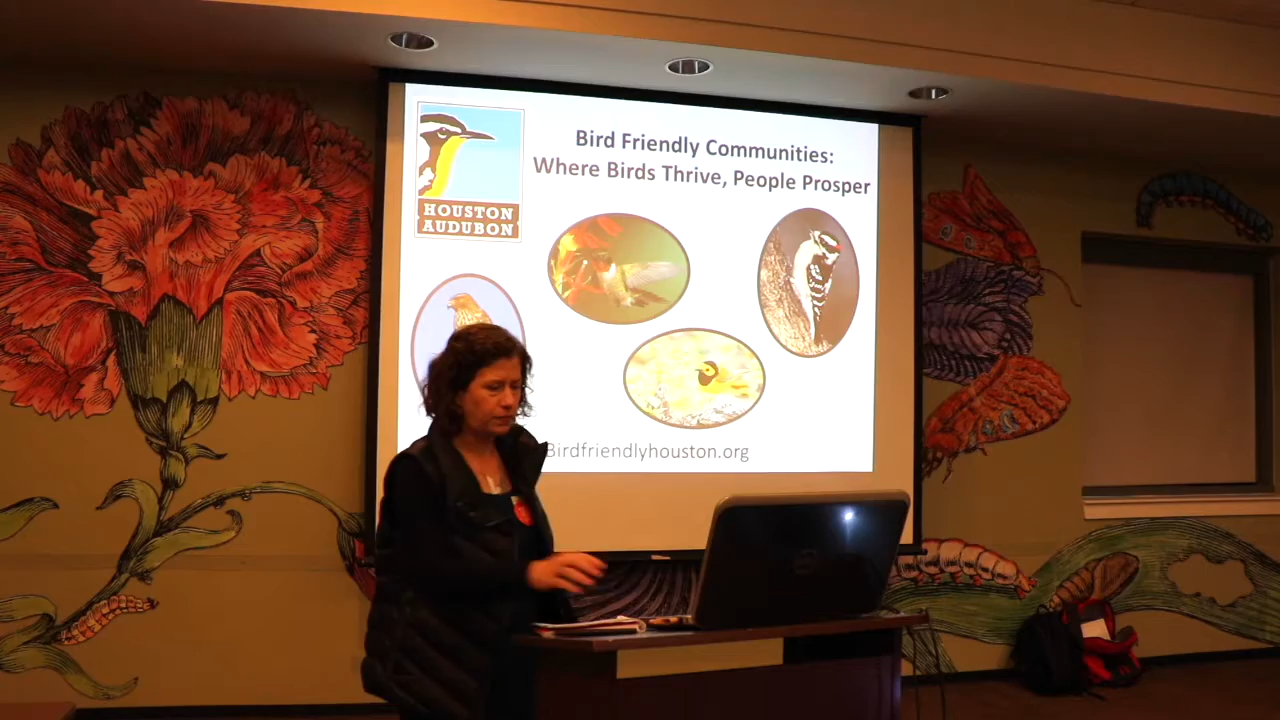 Bird Friendly Communities:
Where Birds Thrive, People Prosper
HOUSTON
AUDUBON
Birdfriendlyhouston.org